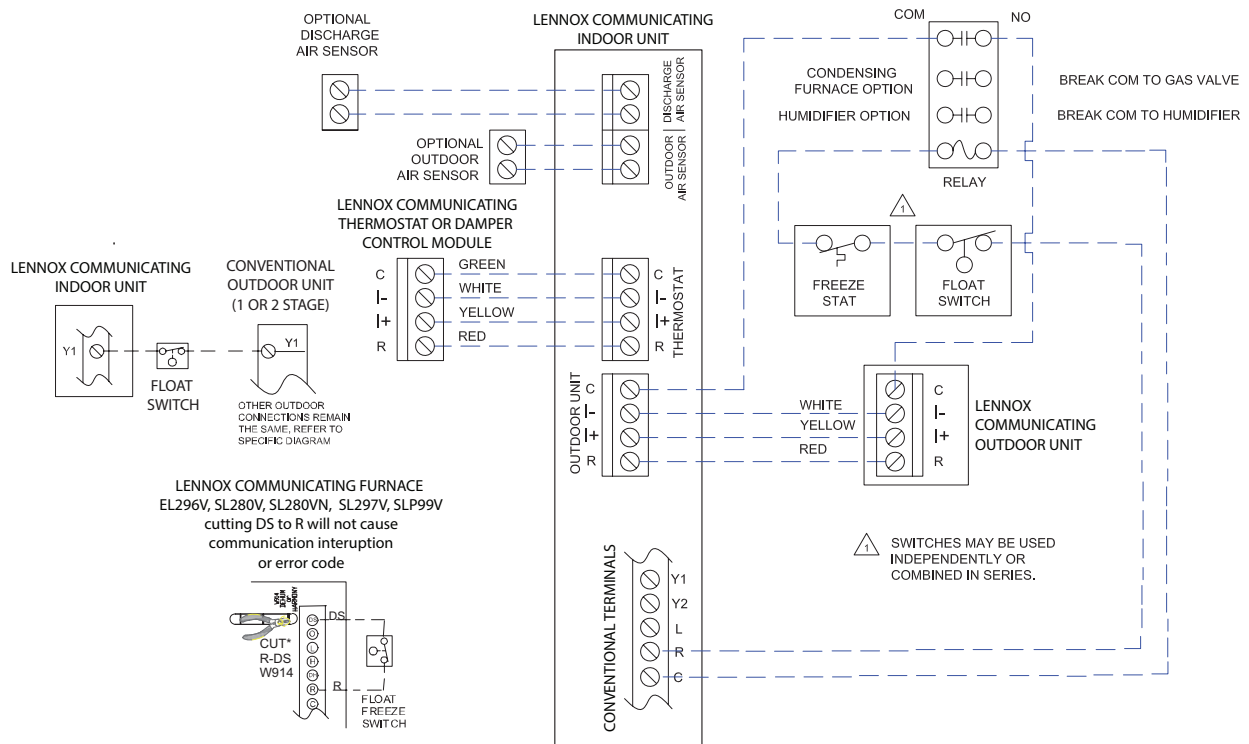 OPTIONAL
DISCHARGE
AIR SENSOR
LENNOX COMMUNICATING
INDOOR UNIT
DISCHARGE
AIR SENSOR
OPTIONAL
OUTDOOR
AIR SENSOR
OUTDOOR
AIR SENSOR
COM
NO
CONDENSING
FURNACE OPTION
BREAK COM TO GAS VALVE
HUMIDIFIER OPTION
BREAK COM TO HUMIDIFIER
RELAY
1
FREEZE
STAT
FLOAT
SWITCH
LENNOX COMMUNICATING
THERMOSTAT OR DAMPER
CONTROL MODULE
C
I-
I+
R
GREEN
WHITE
YELLOW
RED
C
I-
I+
R
THERMOSTAT
LENNOX COMMUNICATING
INDOOR UNIT
Y1
FLOAT
SWITCH
CONVENTIONAL
OUTDOOR UNIT
(1 OR 2 STAGE)
Y1
OTHER OUTDOOR
CONNECTIONS REMAIN
THE SAME, REFER TO
SPECIFIC DIAGRAM
OUTDOOR UNIT
C
I-
I+
R
WHITE
YELLOW
RED
C
I-
I+
R
LENNOX
COMMUNICATING
OUTDOOR UNIT
1
SWITCHES MAY BE USED
INDEPENDENTLY OR
COMBINED IN SERIES.
LENNOX COMMUNICATING FURNACE
EL296V, SL280V, SL280VN, SL297V, SLP99V
cutting DS to R will not cause
communication interuption
or error code
W914
DEHUM
OR
HARMONY
CUT*
R-DS
W914
DS
O
L
H
DH
R
C
DS
R
FLOAT
FREEZE
SWITCH
CONVENTIONAL TERMINALS
Y1
Y2
L
R
C